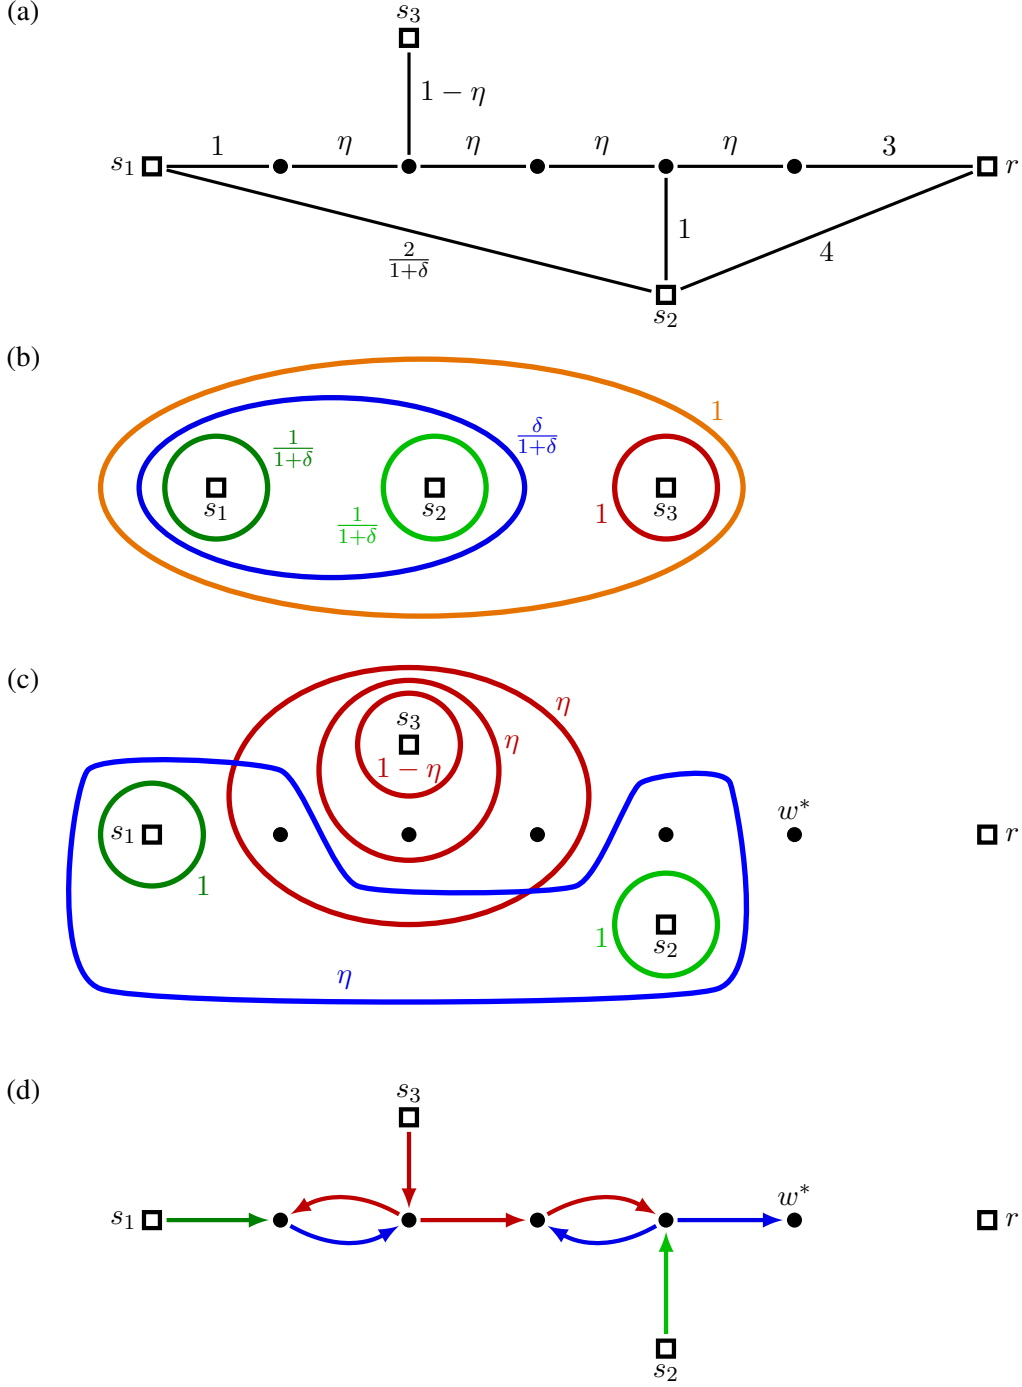 (a)
s₃
1 − η
s₁ 1 η η η η 3 r
1
2/(1+δ)
4
s₂
(b)
1
1/(1+δ)
δ/(1+δ)
s₁ s₂ s₃
1/(1+δ)
1
(c)
η
s₃
η
1 − η
w*
s₁ r
1
1
s₂
η
(d)
s₃
w*
s₁ r
s₂